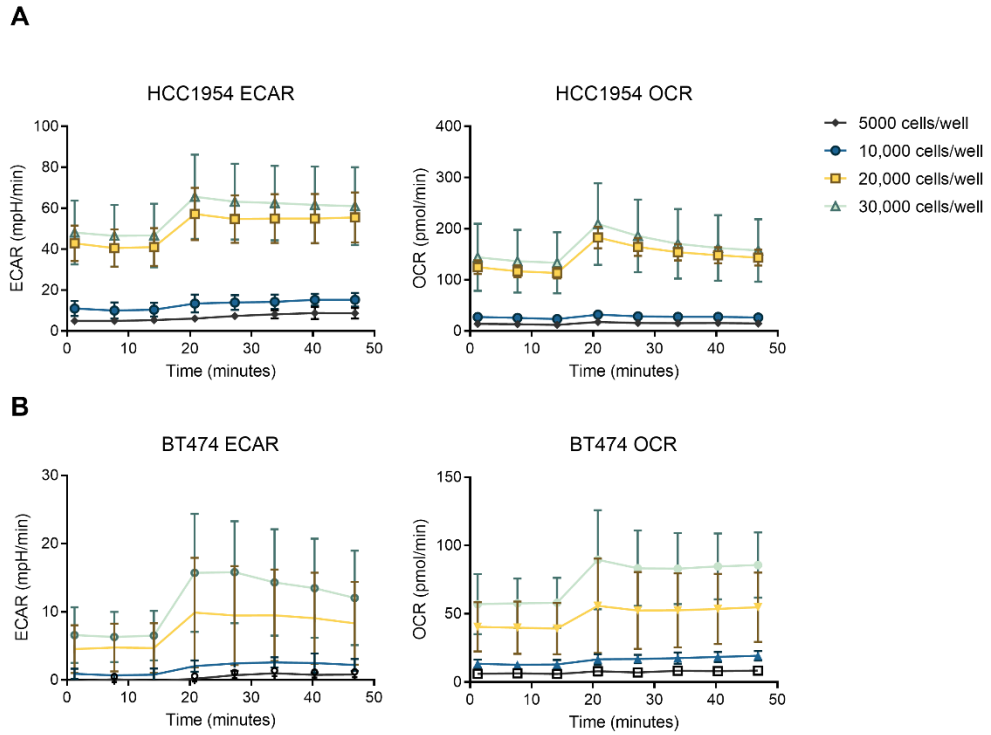 A
HCC1954 ECAR
ECAR (mpH/min)
100
80
60
40
20
0
0 10 20 30 40 50
Time (minutes)
HCC1954 OCR
OCR (pmol/min)
400
300
200
100
0
0 10 20 30 40 50
Time (minutes)
5000 cells/well
10,000 cells/well
20,000 cells/well
30,000 cells/well
B
BT474 ECAR
ECAR (mpH/min)
30
20
10
0
0 10 20 30 40 50
Time (minutes)
BT474 OCR
OCR (pmol/min)
150
100
50
0
0 10 20 30 40 50
Time (minutes)